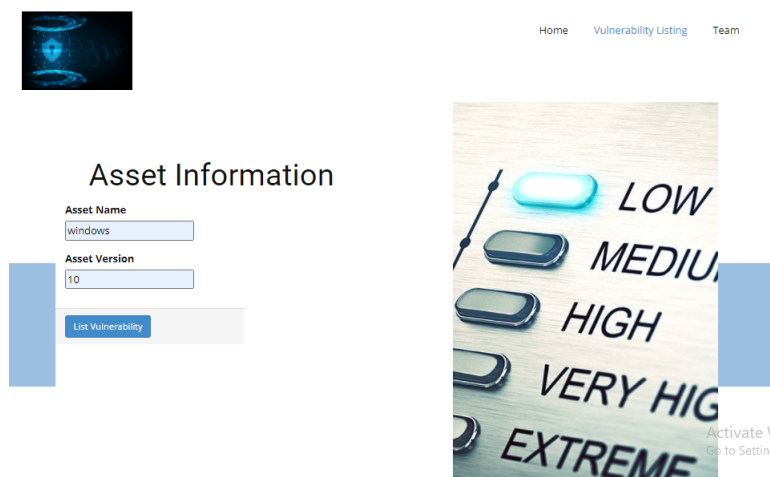 Home Vulnerability Listing Team
Asset Information
Asset Name
windows
Asset Version
10
List Vulnerability
LOW
MEDIU
HIGH
VERY HIG
EXTREME
Activate W
Go to Settin